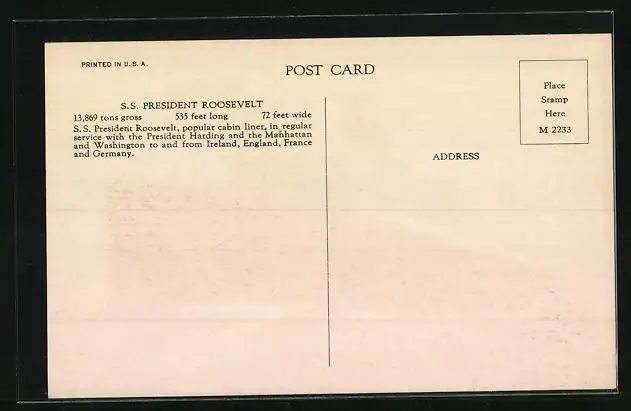 PRINTED IN U.S.A.
POST CARD
S.S. PRESIDENT ROOSEVELT
13,869 tons gross 535 feet long 72 feet wide
S.S. President Roosevelt, popular cabin liner, in regular
service with the President Harding and the Manhattan
and Washington to and from Ireland, England, France
and Germany.
Place
Stamp
Here
M 2233
ADDRESS